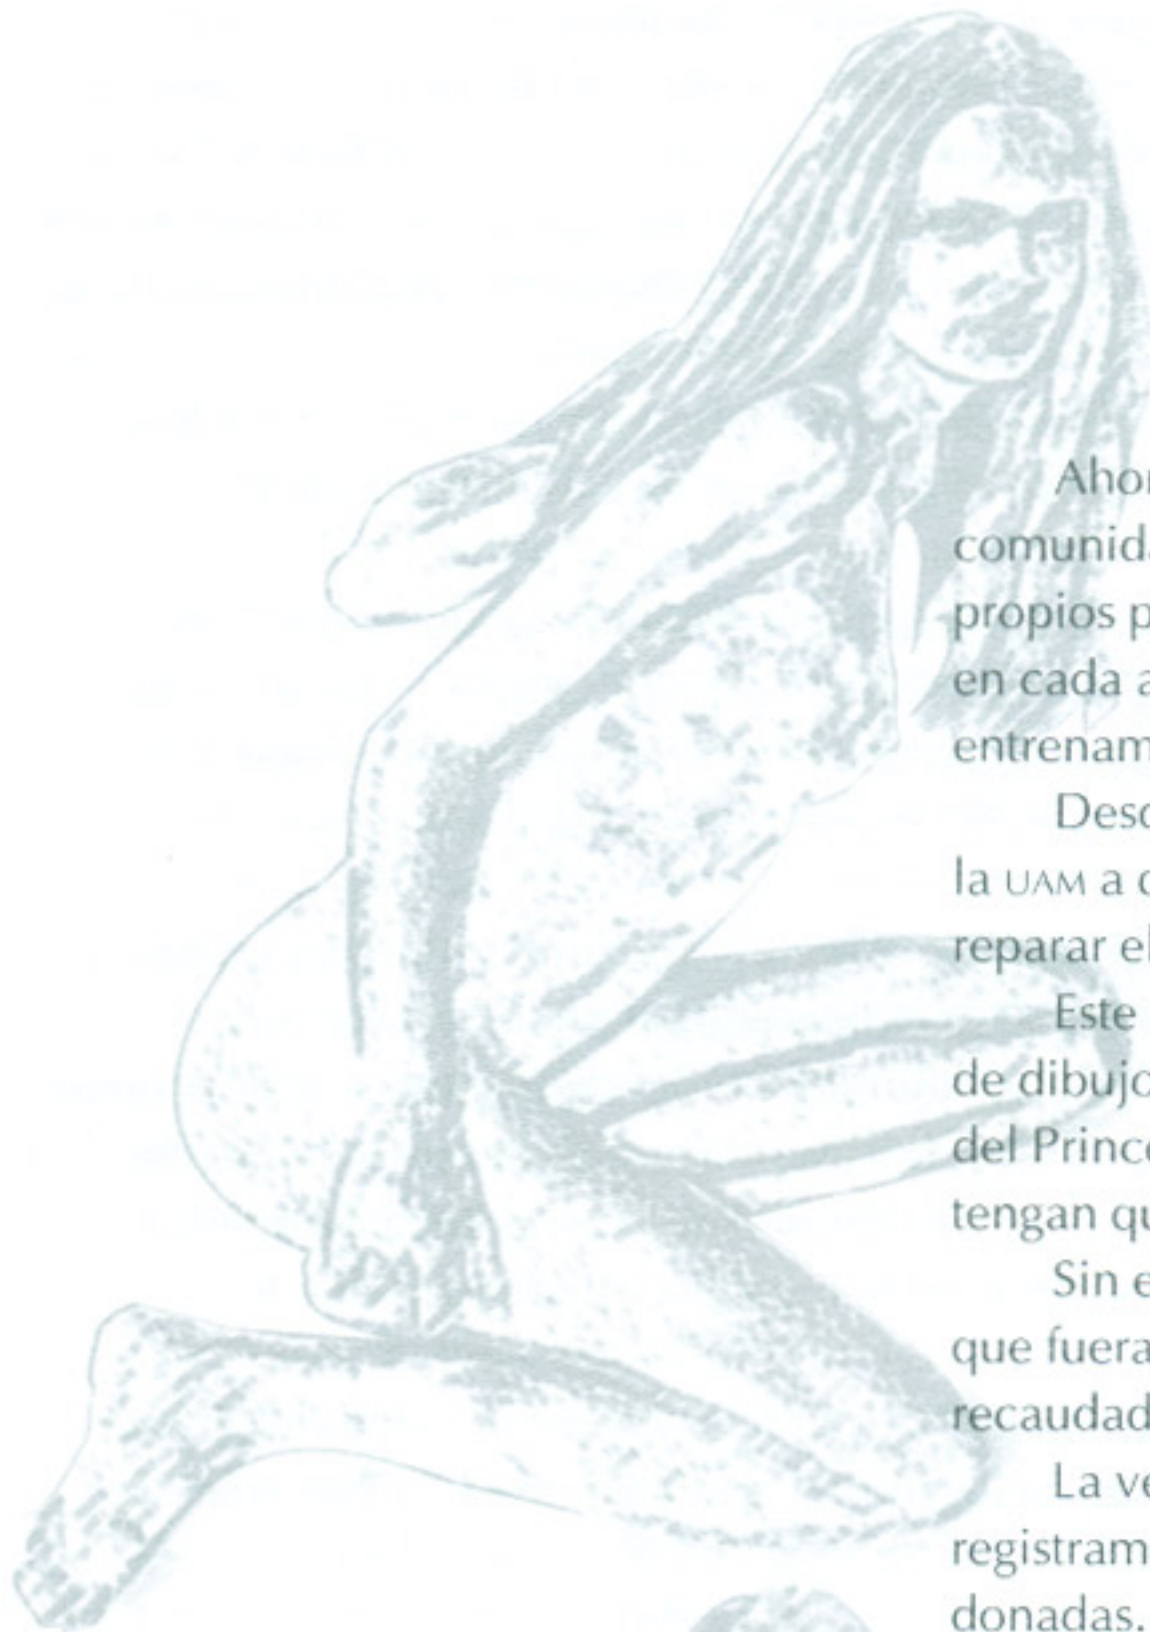 Ahor
comunida
propios p
en cada a
entrenam
Desd
la UAM a d
reparar el
Este
de dibujo
del Prince
tengan qu
Sin e
que fuera
recaudad
La ve
registram
donadas.